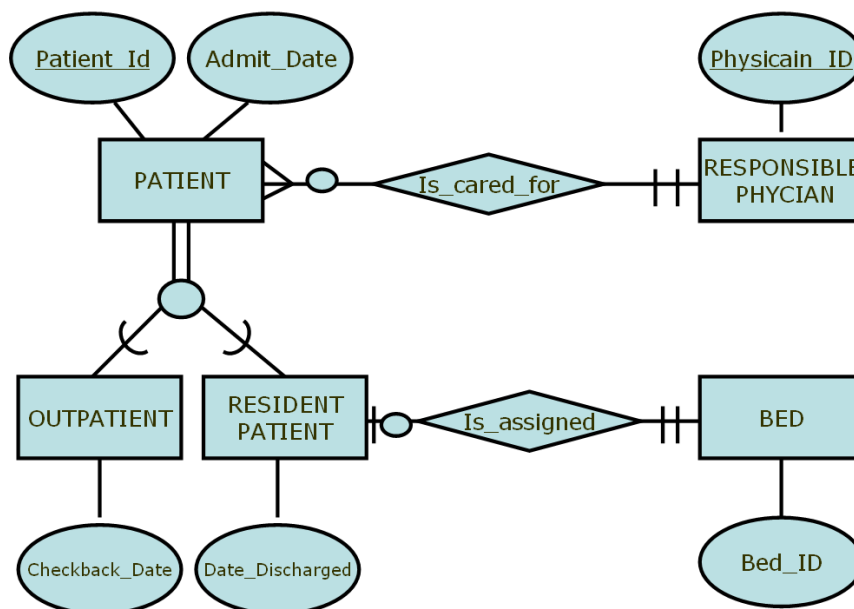 Patient_Id
Admit_Date
Physicain_ID
PATIENT
Is_cared_for
RESPONSIBLE
PHYCIAN
OUTPATIENT
RESIDENT
PATIENT
Is_assigned
BED
Checkback_Date
Date_Discharged
Bed_ID